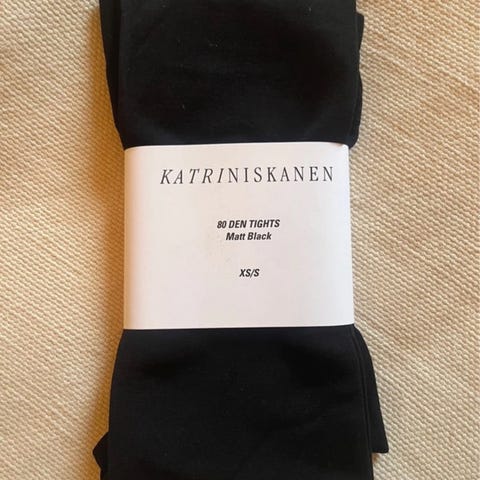 KATRINISKANEN
80 DEN TIGHTS
Matt Black
XS/S